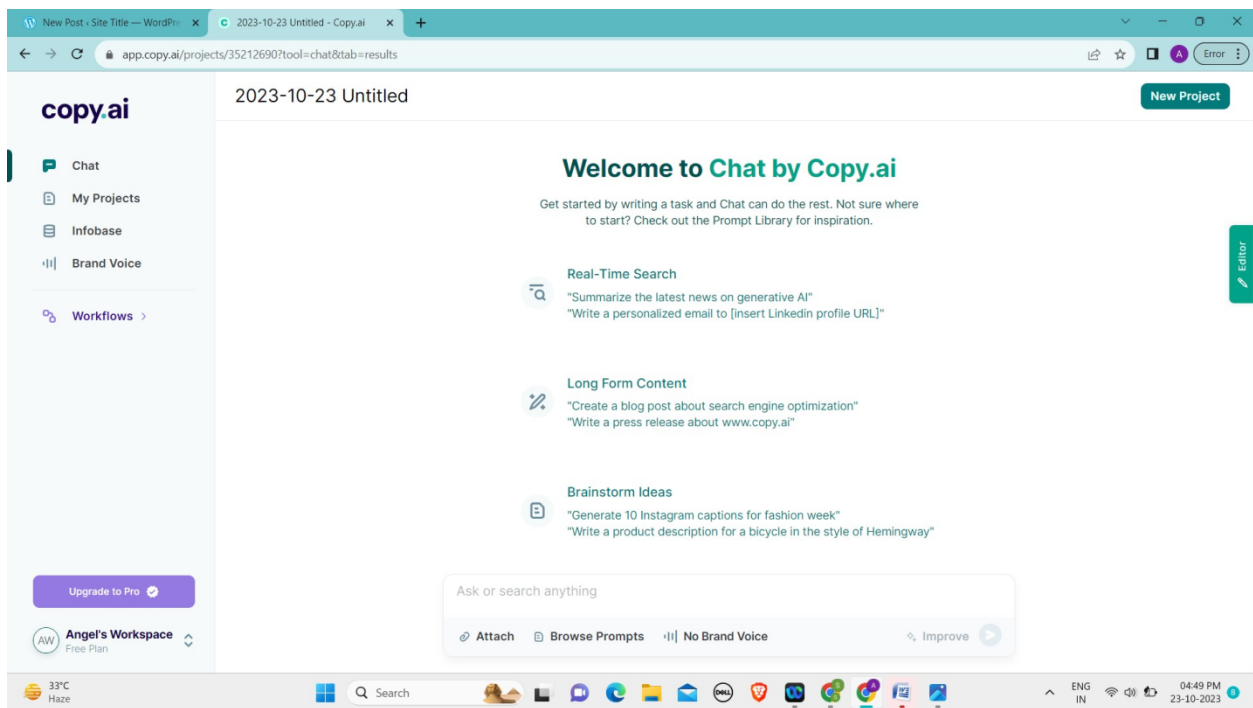 New Post ‹ Site Title — WordPre
2023-10-23 Untitled - Copy.ai
app.copy.ai/projects/35212690?tool=chat&tab=results
A
Error
copy.ai
2023-10-23 Untitled
New Project
Chat
My Projects
Infobase
Brand Voice
Workflows
Welcome to Chat by Copy.ai
Get started by writing a task and Chat can do the rest. Not sure where
to start? Check out the Prompt Library for inspiration.
Real-Time Search
"Summarize the latest news on generative AI"
"Write a personalized email to [insert Linkedin profile URL]"
Long Form Content
"Create a blog post about search engine optimization"
"Write a press release about www.copy.ai"
Brainstorm Ideas
"Generate 10 Instagram captions for fashion week"
"Write a product description for a bicycle in the style of Hemingway"
Editor
Ask or search anything
Attach
Browse Prompts
No Brand Voice
Improve
Upgrade to Pro
AW
Angel's Workspace
Free Plan
33°C
Haze
Search
DELL
ENG
IN
04:49 PM
23-10-2023
8